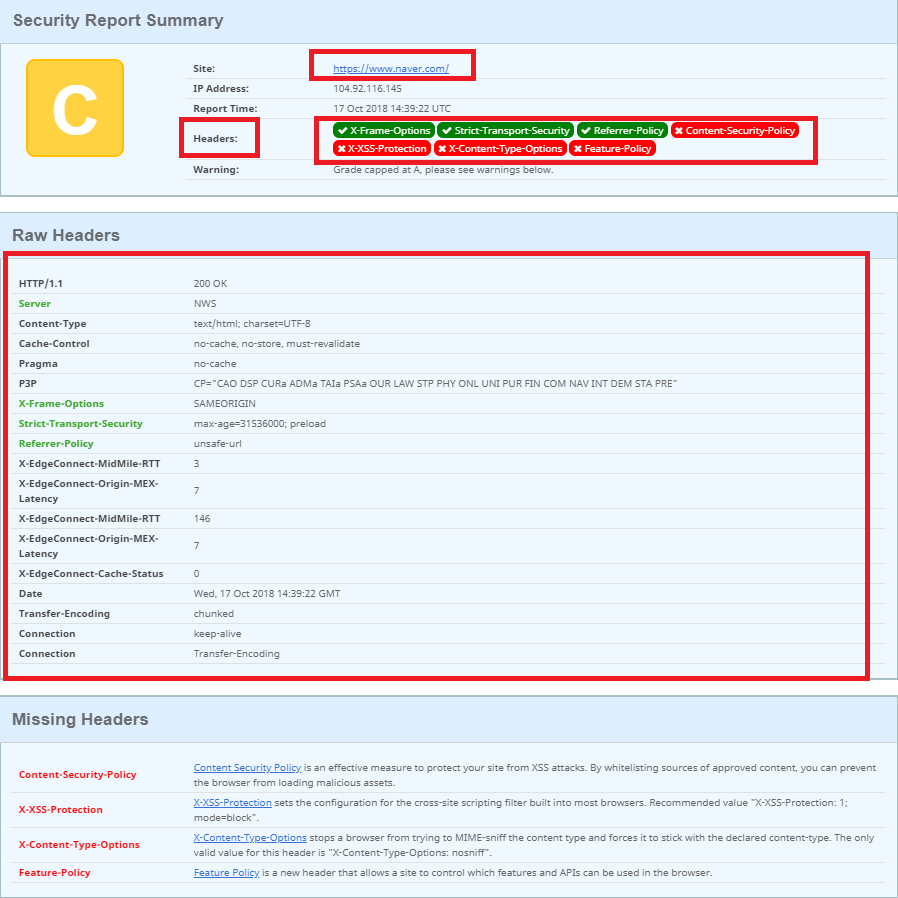 Security Report Summary
C
Site: https://www.naver.com/
IP Address: 104.92.116.145
Report Time: 17 Oct 2018 14:39:22 UTC
Headers: ✔ X-Frame-Options ✔ Strict-Transport-Security ✔ Referrer-Policy ✖ Content-Security-Policy
✖ X-XSS-Protection ✖ X-Content-Type-Options ✖ Feature-Policy
Warning: Grade capped at A, please see warnings below.
Raw Headers
HTTP/1.1 200 OK
Server NWS
Content-Type text/html; charset=UTF-8
Cache-Control no-cache, no-store, must-revalidate
Pragma no-cache
P3P CP="CAO DSP CURa ADMa TAIa PSAa OUR LAW STP PHY ONL UNI PUR FIN COM NAV INT DEM STA PRE"
X-Frame-Options SAMEORIGIN
Strict-Transport-Security max-age=31536000; preload
Referrer-Policy unsafe-url
X-EdgeConnect-MidMile-RTT 3
X-EdgeConnect-Origin-MEX-
Latency 7
X-EdgeConnect-MidMile-RTT 146
X-EdgeConnect-Origin-MEX-
Latency 7
X-EdgeConnect-Cache-Status 0
Date Wed, 17 Oct 2018 14:39:22 GMT
Transfer-Encoding chunked
Connection keep-alive
Connection Transfer-Encoding
Missing Headers
Content-Security-Policy Content Security Policy is an effective measure to protect your site from XSS attacks. By whitelisting sources of approved content, you can prevent
the browser from loading malicious assets.
X-XSS-Protection X-XSS-Protection sets the configuration for the cross-site scripting filter built into most browsers. Recommended value "X-XSS-Protection: 1;
mode=block".
X-Content-Type-Options X-Content-Type-Options stops a browser from trying to MIME-sniff the content type and forces it to stick with the declared content-type. The only
valid value for this header is "X-Content-Type-Options: nosniff".
Feature-Policy Feature Policy is a new header that allows a site to control which features and APIs can be used in the browser.